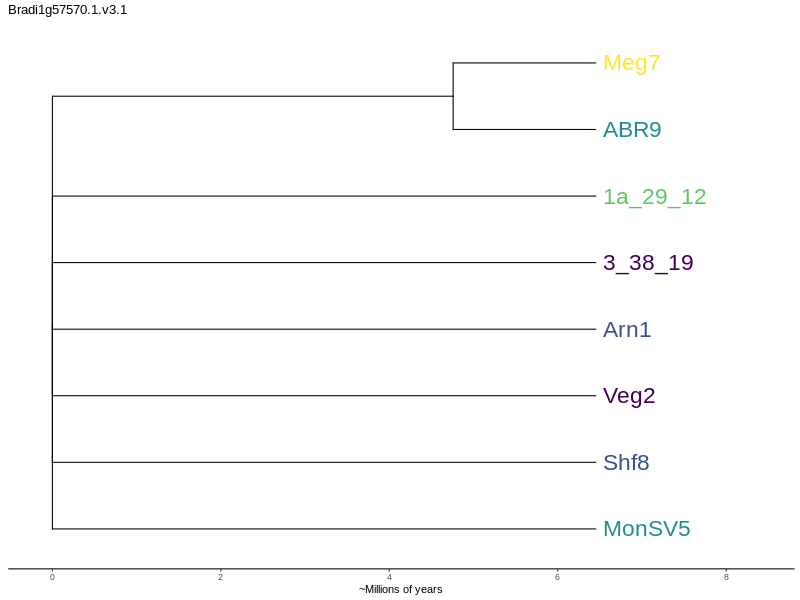 Bradi1g57570.1.v3.1
Meg7
ABR9
1a_29_12
3_38_19
Arn1
Veg2
Shf8
MonSV5
0 2 4 6 8
~Millions of years